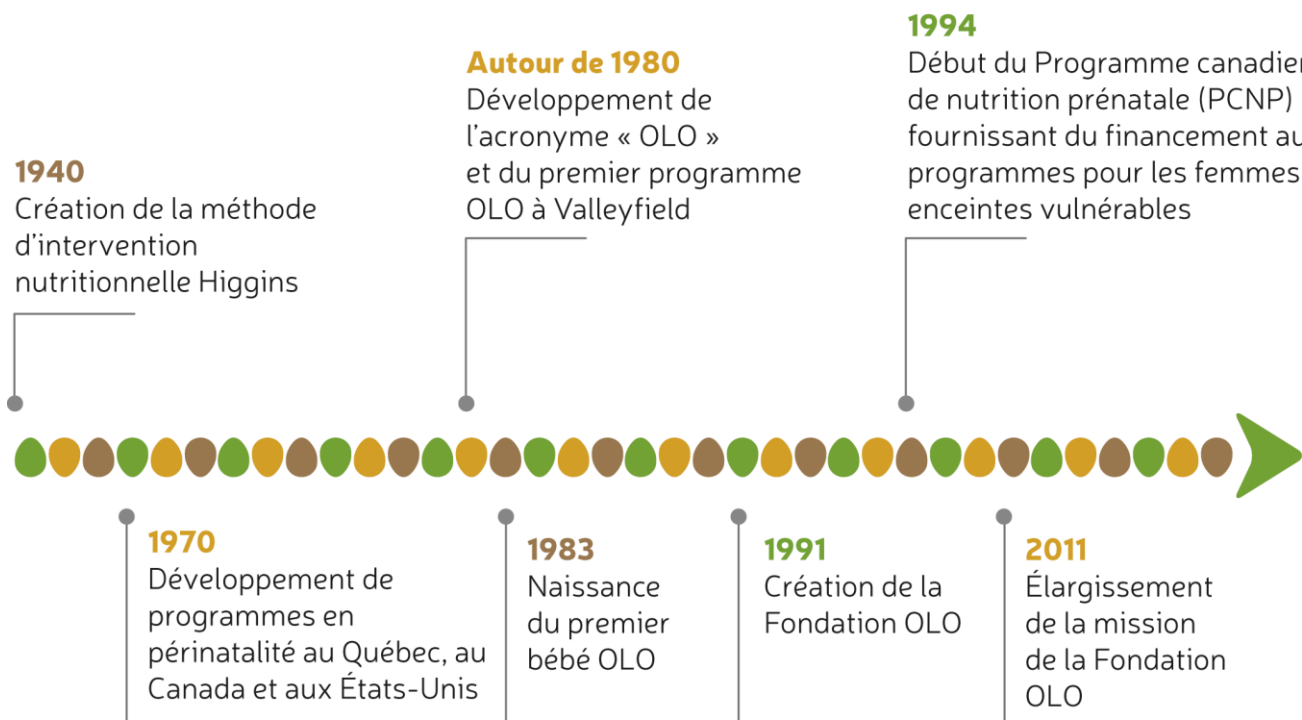 1940
Création de la méthode
d'intervention
nutritionnelle Higgins
Autour de 1980
Développement de
l'acronyme « OLO »
et du premier programme
OLO à Valleyfield
1994
Début du Programme canadien
de nutrition prénatale (PCNP)
fournissant du financement au
programmes pour les femmes
enceintes vulnérables
1970
Développement de
programmes en
périnatalité au Québec, au
Canada et aux États-Unis
1983
Naissance
du premier
bébé OLO
1991
Création de la
Fondation OLO
2011
Élargissement
de la mission
de la Fondation
OLO